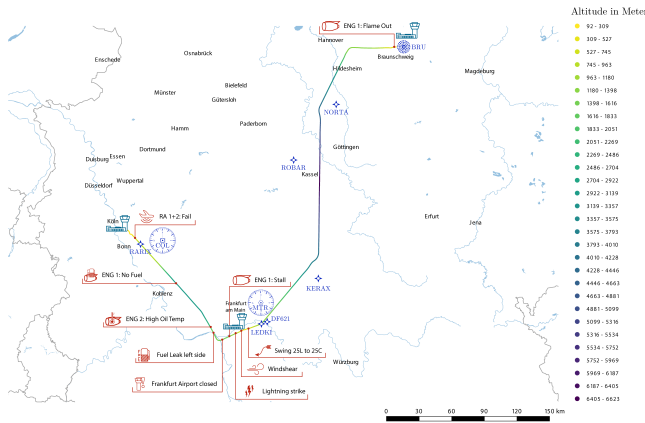 Altitude in Meter
92 - 309
309 - 527
527 - 745
745 - 963
963 - 1180
1180 - 1398
1398 - 1616
1616 - 1833
1833 - 2051
2051 - 2269
2269 - 2486
2486 - 2704
2704 - 2922
2922 - 3139
3139 - 3357
3357 - 3575
3575 - 3793
3793 - 4010
4010 - 4228
4228 - 4446
4446 - 4663
4663 - 4881
4881 - 5099
5099 - 5316
5316 - 5534
5534 - 5752
5752 - 5969
5969 - 6187
6187 - 6405
6405 - 6623
ENG 1: Flame Out
Hannover
BRU
Braunschweig
Osnabrück
Enschede
Hildesheim
Magdeburg
Bielefeld
Münster
Gütersloh
NORTA
Hamm
Paderborn
Dortmund
Göttingen
Essen
Duisburg
ROBAR
Kassel
Wuppertal
Düsseldorf
RA 1+2: Fail
Köln
Erfurt
Jena
Bonn
COL
RARIX
ENG 1: No Fuel
ENG 1: Stall
KERAX
Koblenz
Frankfurt
am Main
MTR
ENG 2: High Oil Temp
DF621
LEDKI
Fuel Leak left side
Swing 25L to 25C
Würzburg
Windshear
Frankfurt Airport closed
Lightning strike
0 30 60 90 120 150 km